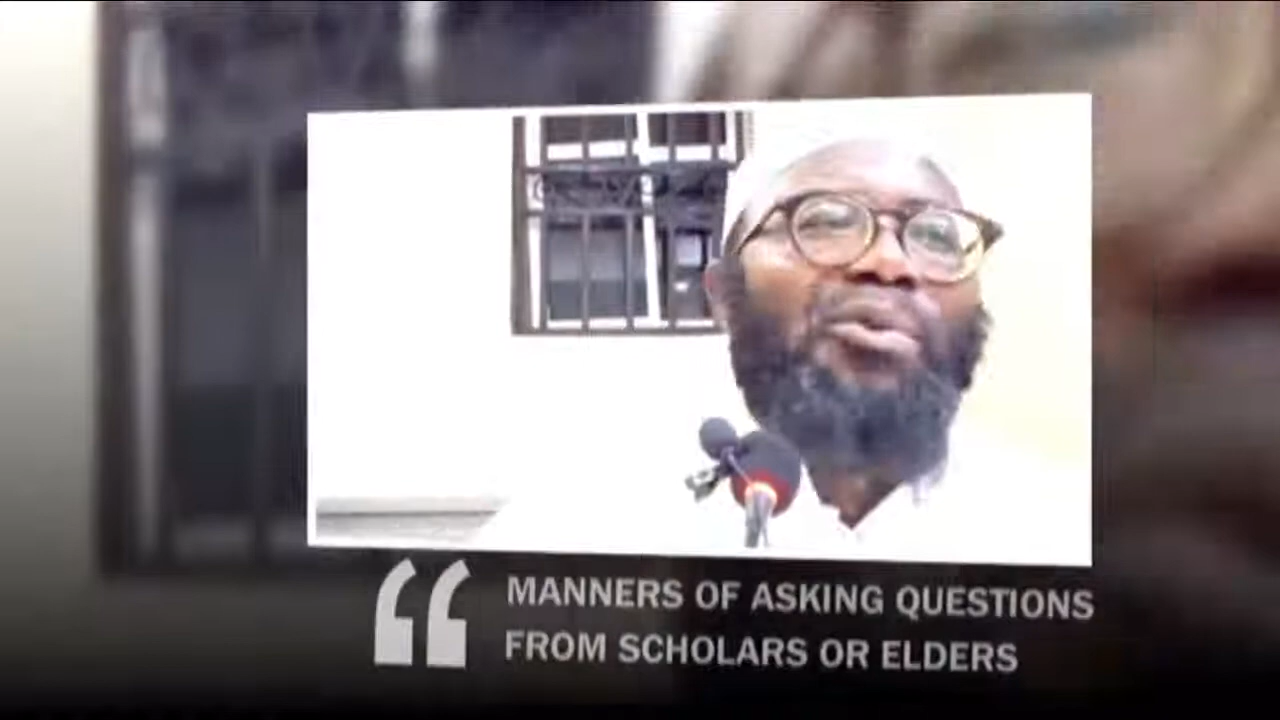 “ MANNERS OF ASKING QUESTIONS
FROM SCHOLARS OR ELDERS